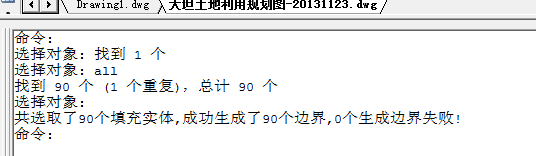 Drawing1.dwg 大坦土地利用规划图-20131123.dwg
命令:
选择对象: 找到 1 个
选择对象: all
找到 90 个 (1 个重复), 总计 90 个
选择对象:
共选取了90个填充实体,成功生成了90个边界,0个生成边界失败!
命令: